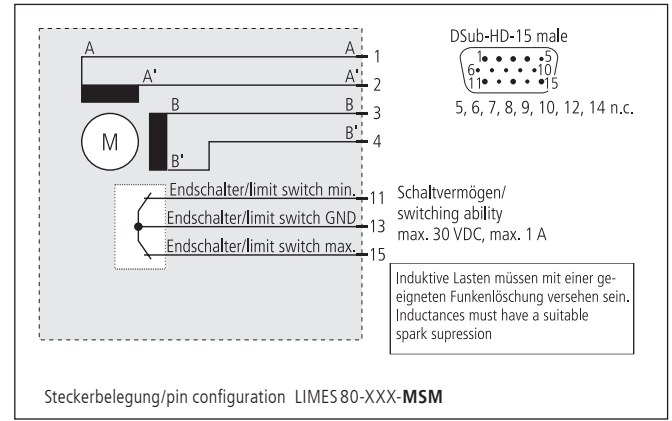 A A 1
A' A' 2
B B 3
B' B' 4
M
Endschalter/limit switch min. 11
Endschalter/limit switch GND 13
Endschalter/limit switch max. 15
DSub-HD-15 male
1 5
6 10
11 15
5, 6, 7, 8, 9, 10, 12, 14 n.c.
Schaltvermögen/
switching ability
max. 30 VDC, max. 1 A
Induktive Lasten müssen mit einer ge-
eigneten Funkenlöschung versehen sein.
Inductances must have a suitable
spark supression
Steckerbelegung/pin configuration LIMES80-XXX-MSM